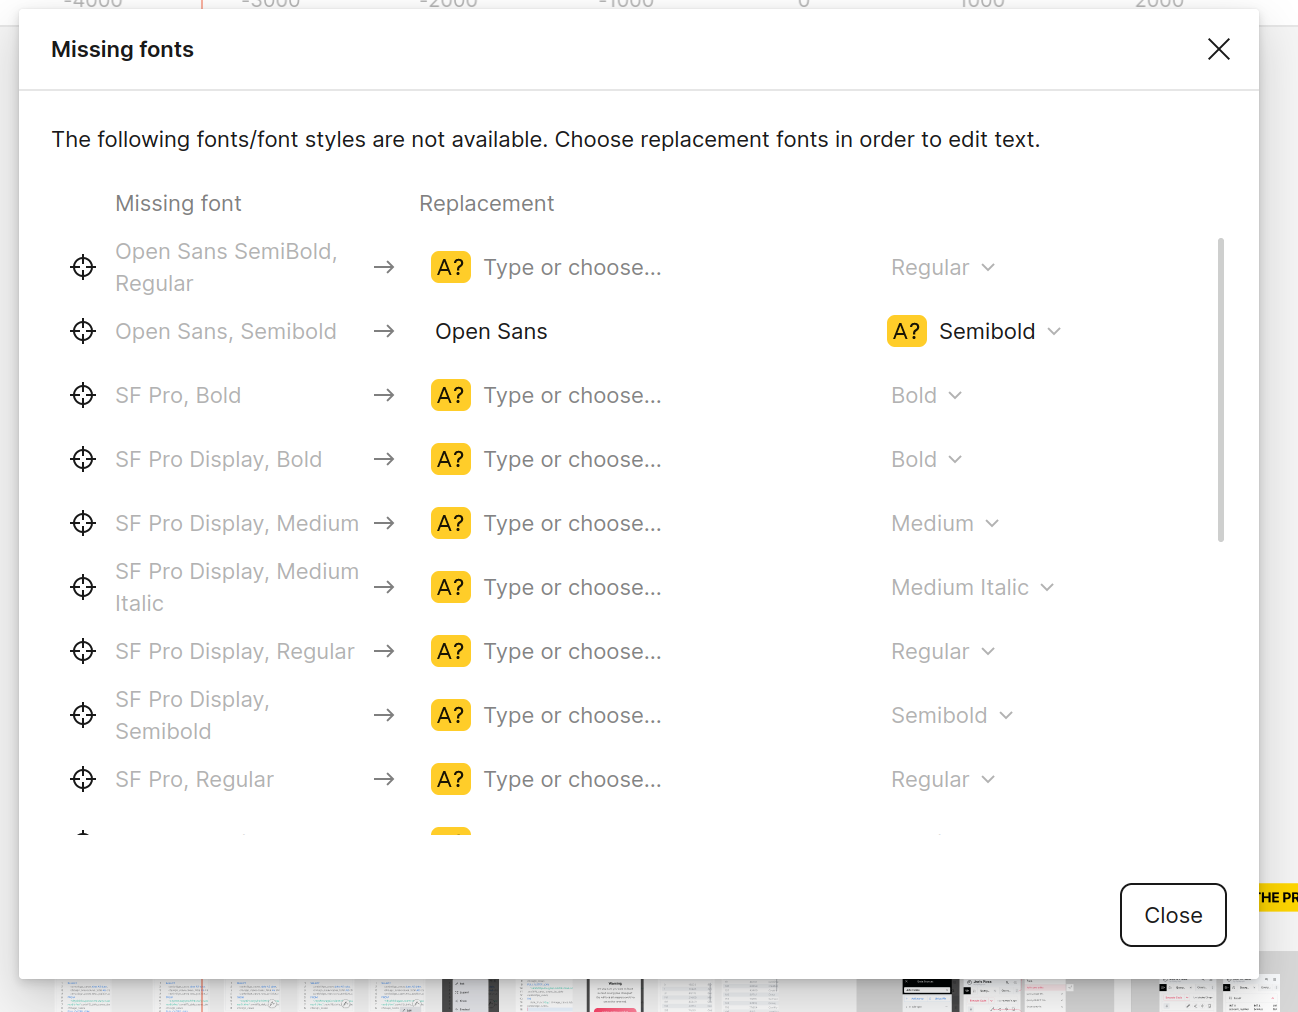 -4000 -3000 -2000 -1000 0 1000 2000
Missing fonts
The following fonts/font styles are not available. Choose replacement fonts in order to edit text.
Missing font Replacement
Open Sans SemiBold,
Regular
A? Type or choose... Regular
Open Sans, Semibold Open Sans A? Semibold
SF Pro, Bold A? Type or choose... Bold
SF Pro Display, Bold A? Type or choose... Bold
SF Pro Display, Medium A? Type or choose... Medium
SF Pro Display, Medium
Italic
A? Type or choose... Medium Italic
SF Pro Display, Regular A? Type or choose... Regular
SF Pro Display,
Semibold
A? Type or choose... Semibold
SF Pro, Regular A? Type or choose... Regular
THE PR
Close
Warning